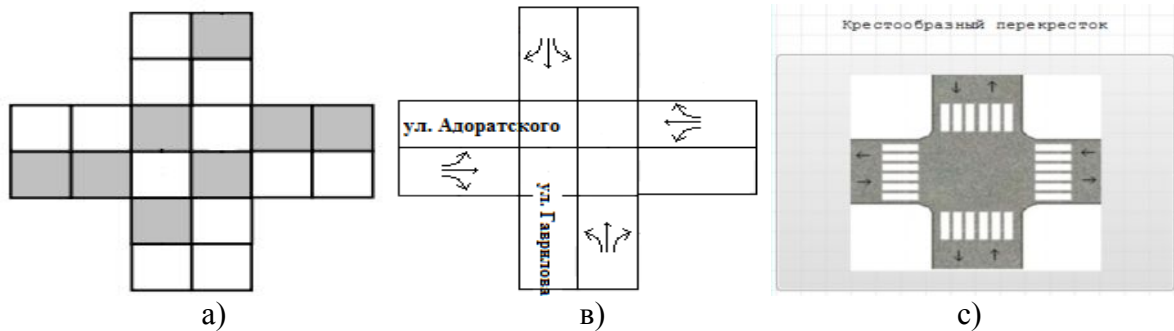 Крестообразный перекресток
ул. Адоратского
ул. Гаврилова
а)
в)
с)